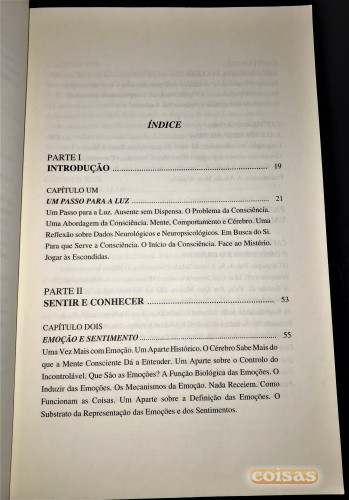 ÍNDICE
PARTE I
INTRODUÇÃO ........ 19
CAPÍTULO UM
UM PASSO PARA A LUZ ........ 21
Um Passo para a Luz. Ausente sem Dispensa. O Problema da Consciência.
Uma Abordagem da Consciência. Mente, Comportamento e Cérebro. Uma
Reflexão sobre Dados Neurológicos e Neuropsicológicos. Em Busca do Si.
Para que Serve a Consciência. O Início da Consciência. Face ao Mistério.
Jogar às Escondidas.
PARTE II
SENTIR E CONHECER ........ 53
CAPÍTULO DOIS
EMOÇÃO E SENTIMENTO ........ 55
Uma Vez Mais com Emoção. Um Aparte Histórico. O Cérebro Sabe Mais do
que a Mente Consciente Dá a Entender. Um Aparte sobre o Controlo do
Incontrolável. Que São as Emoções? A Função Biológica das Emoções. O
Induzir das Emoções. Os Mecanismos da Emoção. Nada Receiem. Como
Funcionam as Coisas. Um Aparte sobre a Definição das Emoções. O
Substrato da Representação das Emoções e dos Sentimentos.
coisas